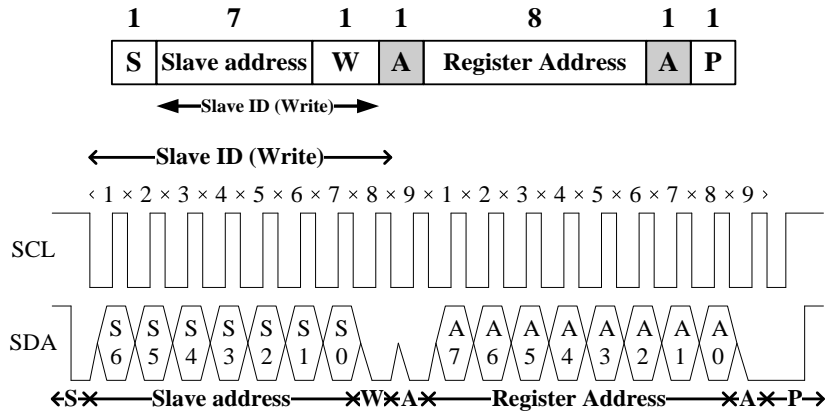 1 7 1 1 8 1 1
S Slave address W A Register Address A P
Slave ID (Write)
Slave ID (Write)
‹ 1 × 2 × 3 × 4 × 5 × 6 × 7 × 8 × 9 × 1 × 2 × 3 × 4 × 5 × 6 × 7 × 8 × 9 ›
SCL
SDA
S S S S S S S A A A A A A A A
6 5 4 3 2 1 0 7 6 5 4 3 2 1 0
S Slave address W A Register Address A P